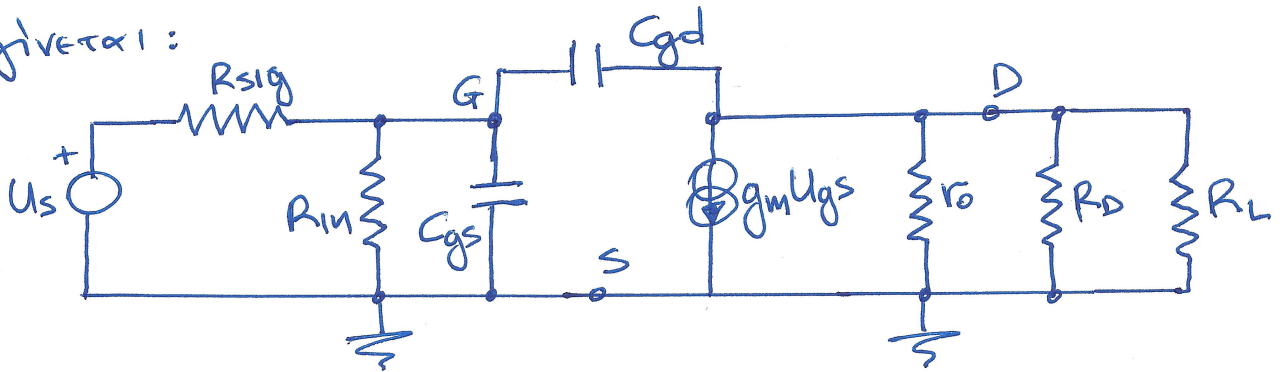 γίνεται:
Cgd
Rsig
G
D
+
Us
Rin
Cgs
gmUgs
ro
RD
RL
S